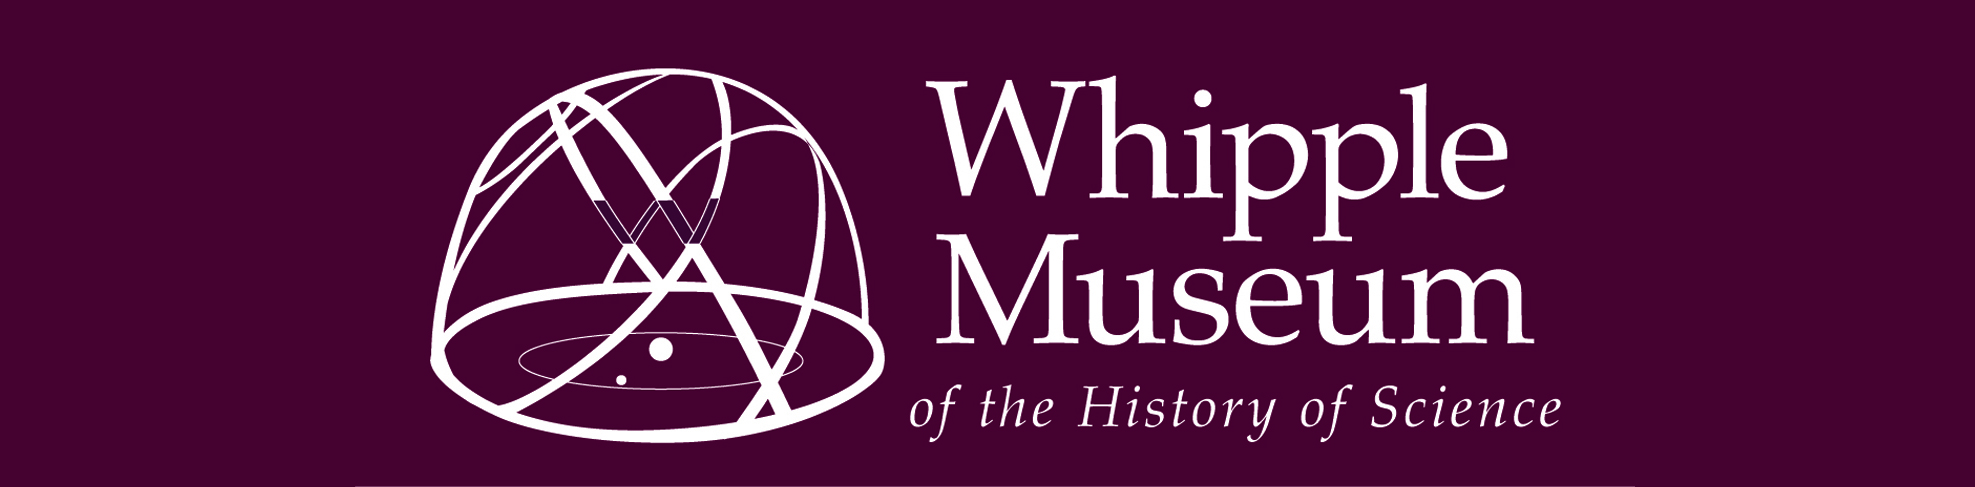 Whipple
Museum
of the History of Science